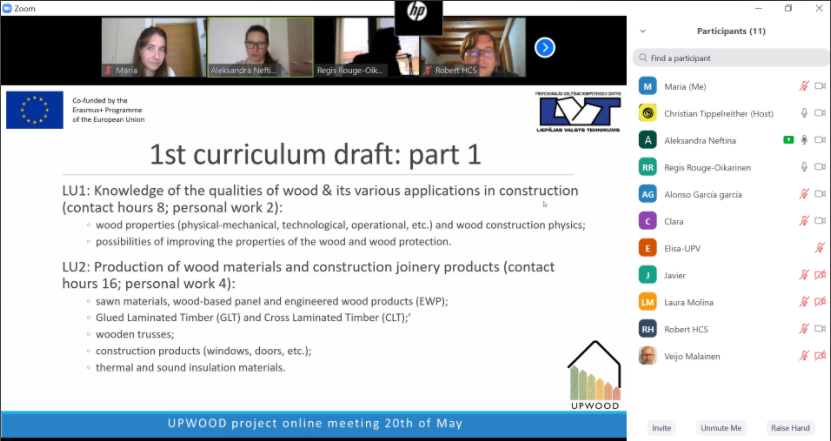 Zoom
hp
Maria
Aleksandra Nefti...
Regis Rouge-Oik...
Robert HCS
Co-funded by the
Erasmus+ Programme
of the European Union
PROFESIONĀLĀS IZGLĪTĪBAS KOMPETENCES CENTRS
LVT
LIEPĀJAS VALSTS TEHNIKUMS
1st curriculum draft: part 1
LU1: Knowledge of the qualities of wood & its various applications in construction
(contact hours 8; personal work 2):
wood properties (physical-mechanical, technological, operational, etc.) and wood construction physics;
possibilities of improving the properties of the wood and wood protection.
LU2: Production of wood materials and construction joinery products (contact
hours 16; personal work 4):
sawn materials, wood-based panel and engineered wood products (EWP);
Glued Laminated Timber (GLT) and Cross Laminated Timber (CLT);’
wooden trusses;
construction products (windows, doors, etc.);
thermal and sound insulation materials.
UPWOOD
UPWOOD project online meeting 20th of May
Participants (11)
Find a participant
M Maria (Me)
Christian Tippelreither (Host)
A Aleksandra Neftina
RR Regis Rouge-Oikarinen
AG Alonso García garcía
C Clara
E Elisa-UPV
J Javier
LM Laura Molina
RH Robert HCS
Veijo Malainen
Invite
Unmute Me
Raise Hand